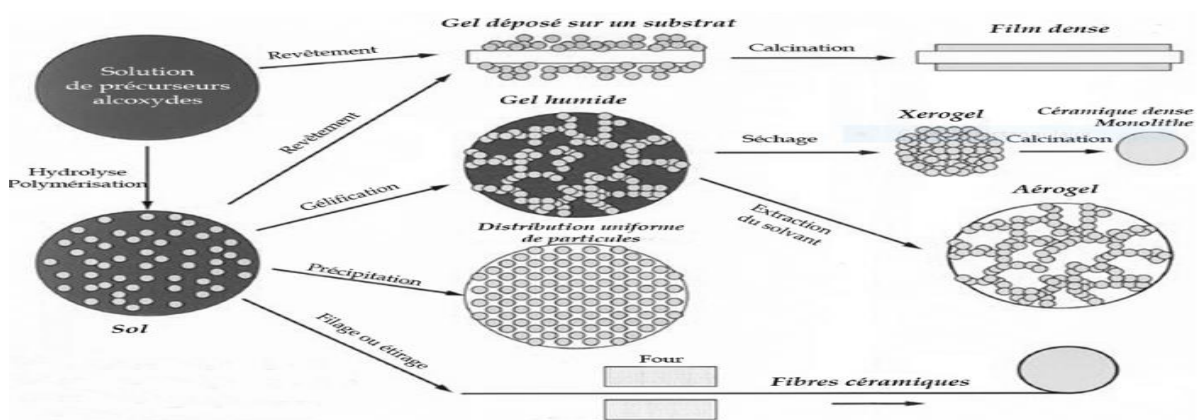 Gel déposé sur un substrat
Film dense
Revêtement
Calcination
Solution
de précurseurs
alcoxydes
Gel humide
Revêtement
Xerogel
Céramique dense
Monolithe
Séchage
Calcination
Hydrolyse
Polymérisation
Gélification
Aérogel
Extraction
du solvant
Distribution uniforme
de particules
Précipitation
Sol
Filage ou étirage
Four
Fibres céramiques